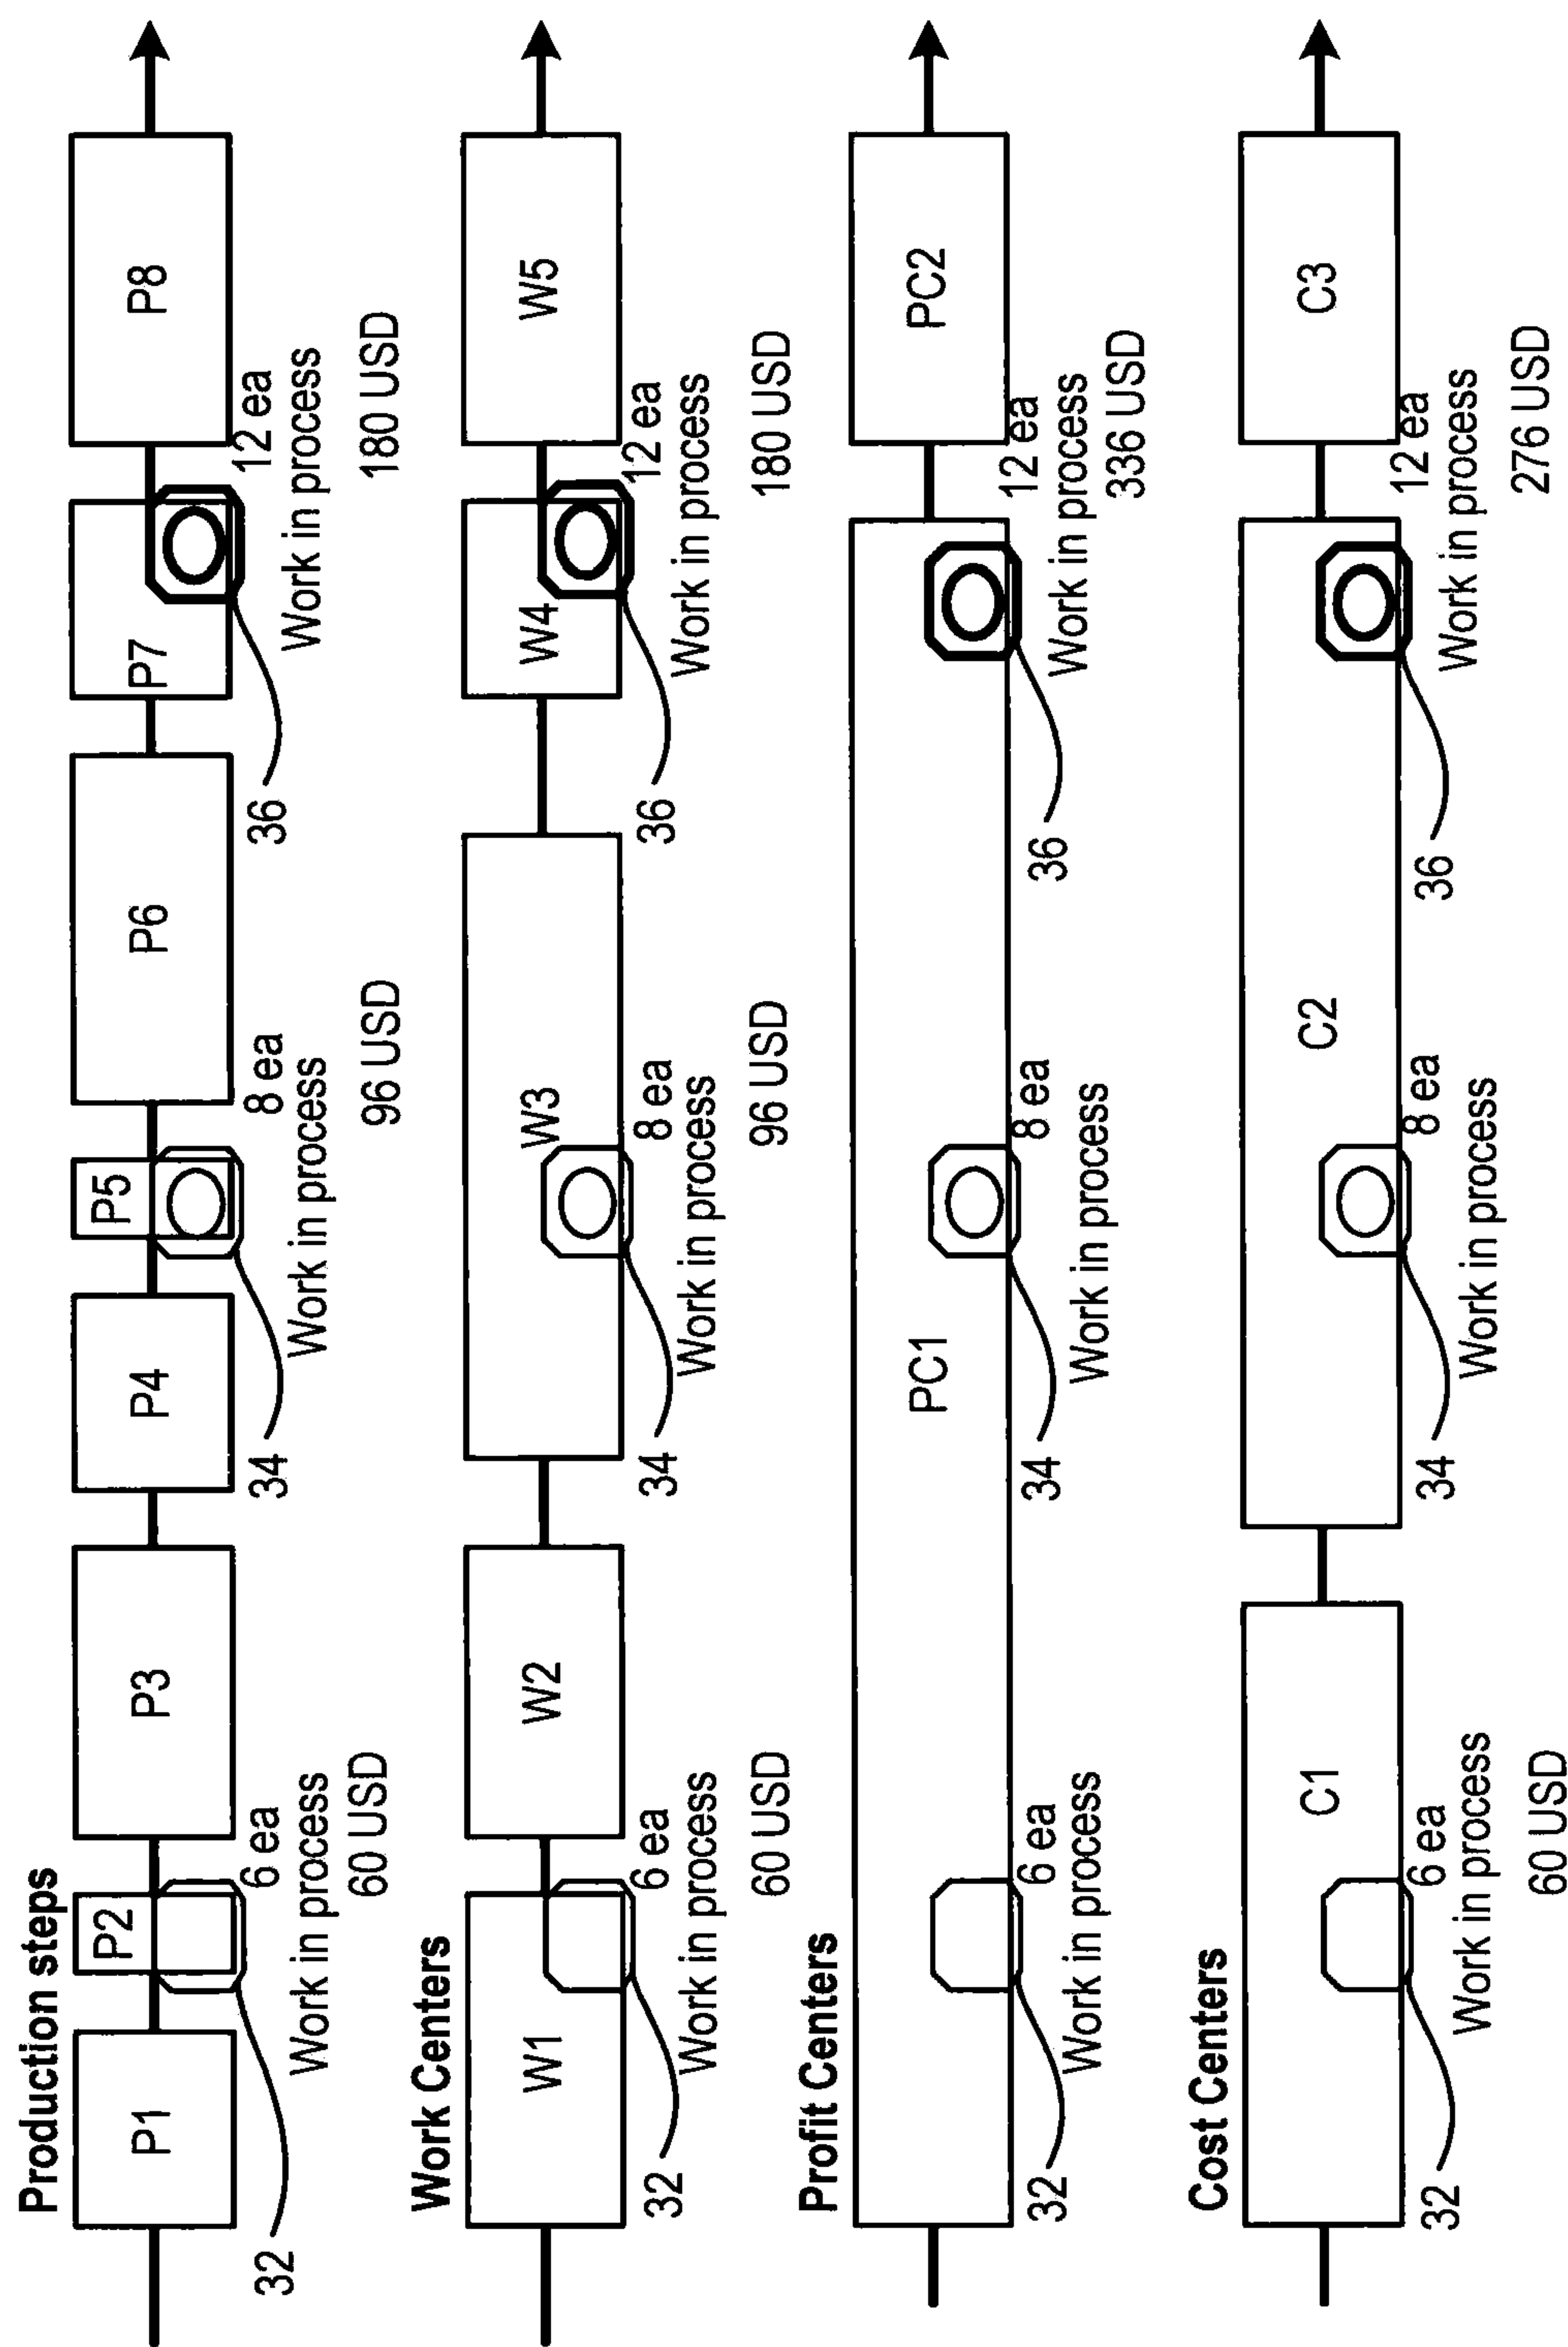 Production steps
P1
P2
P3
P4
P5
P6
P7
P8
32
6 ea
Work in process
60 USD
34
8 ea
Work in process
96 USD
36
12 ea
Work in process
180 USD
Work Centers
W1
W2
W3
W4
W5
32
6 ea
Work in process
60 USD
34
8 ea
Work in process
96 USD
36
12 ea
Work in process
180 USD
Profit Centers
PC1
PC2
32
6 ea
Work in process
34
8 ea
Work in process
36
12 ea
Work in process
336 USD
Cost Centers
C1
C2
C3
32
6 ea
Work in process
60 USD
34
8 ea
Work in process
36
12 ea
Work in process
276 USD